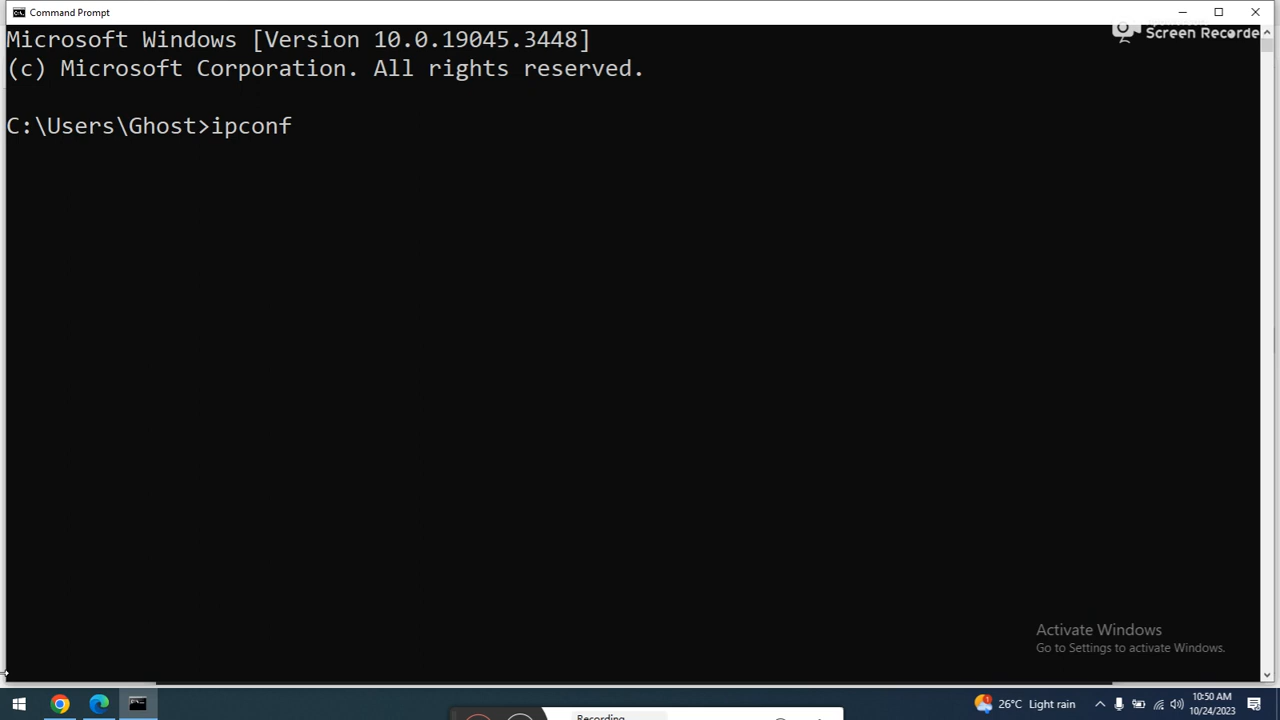 Command Prompt
Microsoft Windows [Version 10.0.19045.3448]
(c) Microsoft Corporation. All rights reserved.
Screen Recorde
C:\Users\Ghost>ipconf
Activate Windows
Go to Settings to activate Windows.
26°C Light rain
10:50 AM
10/24/2023
Recording